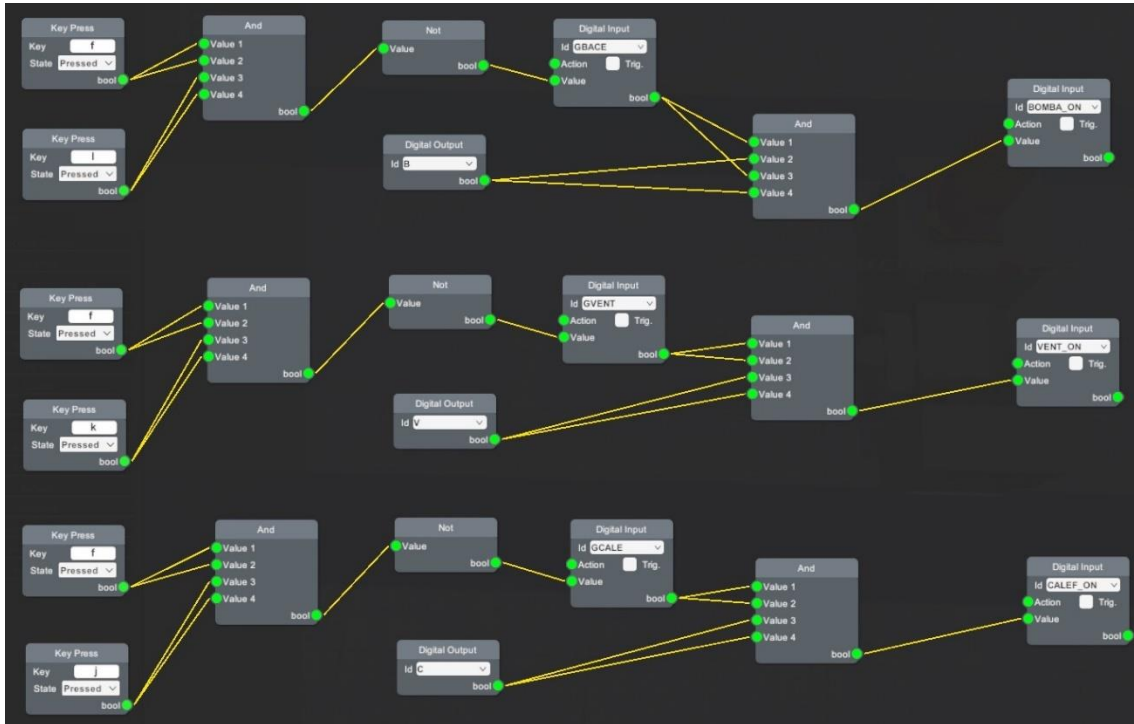 Key Press
Key f
State Pressed
bool
And
Value 1
Value 2
Value 3
Value 4
bool
Not
Value
bool
Digital Input
Id GBACE
Action Trig.
Value
bool
Key Press
Key l
State Pressed
bool
Digital Output
Id B
bool
And
Value 1
Value 2
Value 3
Value 4
bool
Digital Input
Id BOMBA_ON
Action Trig.
Value
bool
Key Press
Key f
State Pressed
bool
And
Value 1
Value 2
Value 3
Value 4
bool
Not
Value
bool
Digital Input
Id GVENT
Action Trig.
Value
bool
Key Press
Key k
State Pressed
bool
Digital Output
Id V
bool
And
Value 1
Value 2
Value 3
Value 4
bool
Digital Input
Id VENT_ON
Action Trig.
Value
bool
Key Press
Key f
State Pressed
bool
And
Value 1
Value 2
Value 3
Value 4
bool
Not
Value
bool
Digital Input
Id GCALE
Action Trig.
Value
bool
Key Press
Key j
State Pressed
bool
Digital Output
Id C
bool
And
Value 1
Value 2
Value 3
Value 4
bool
Digital Input
Id CALEF_ON
Action Trig.
Value
bool